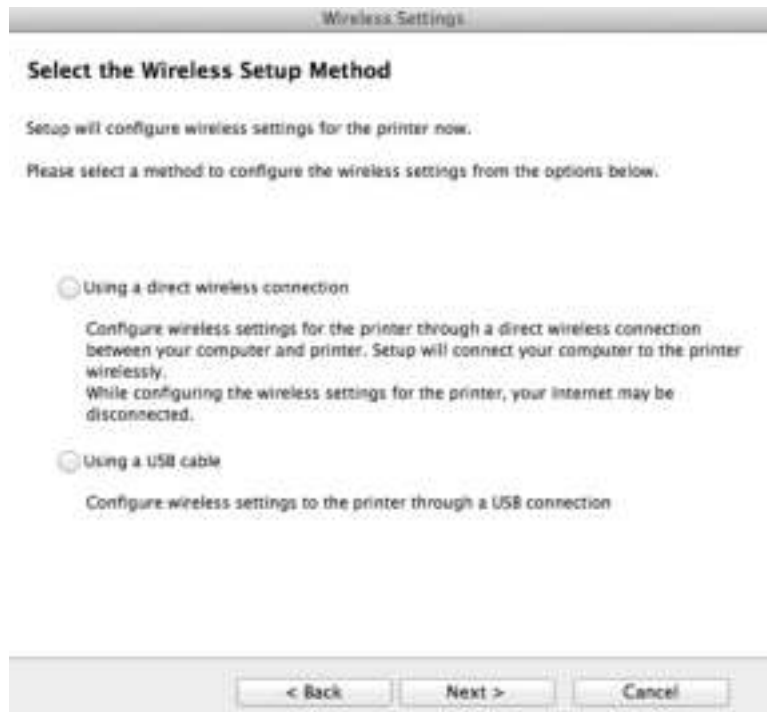 Wireless Settings
Select the Wireless Setup Method
Setup will configure wireless settings for the printer now.
Please select a method to configure the wireless settings from the options below.
Using a direct wireless connection
Configure wireless settings for the printer through a direct wireless connection
between your computer and printer. Setup will connect your computer to the printer
wirelessly.
While configuring the wireless settings for the printer, your Internet may be
disconnected.
Using a USB cable
Configure wireless settings to the printer through a USB connection
< Back Next > Cancel